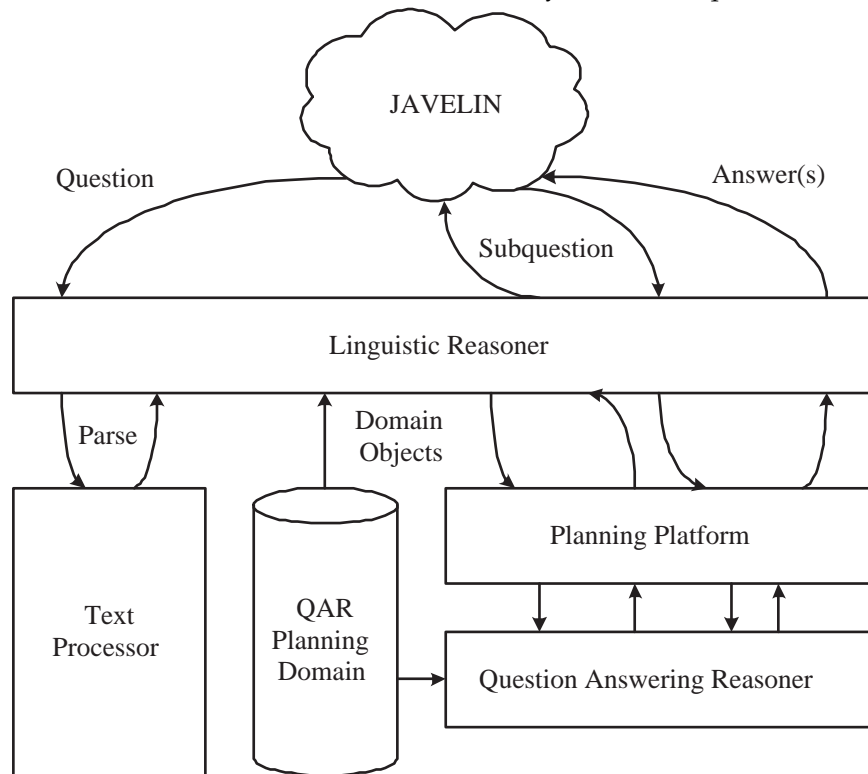 JAVELIN
Question
Answer(s)
Subquestion
Linguistic Reasoner
Parse
Domain
Objects
Planning Platform
Text
Processor
QAR
Planning
Domain
Question Answering Reasoner